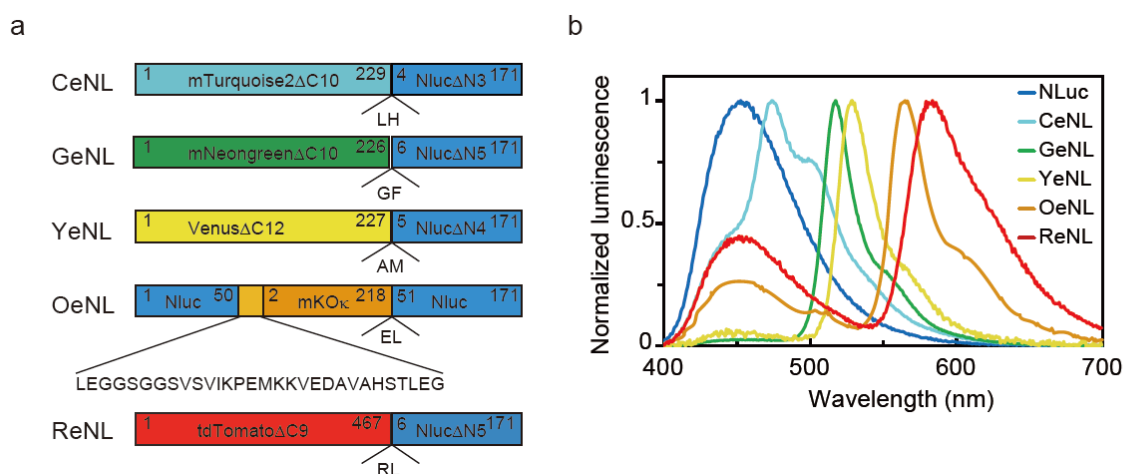 a
CeNL 1 mTurquoise2ΔC10 229 4 NlucΔN3 171
LH
GeNL 1 mNeongreenΔC10 226 6 NlucΔN5 171
GF
YeNL 1 VenusΔC12 227 5 NlucΔN4 171
AM
OeNL 1 Nluc 50 2 mKOκ 218 51 Nluc 171
EL
LEGGSGGSVSVIKPEMKKVEDAVAHSTLEG
ReNL 1 tdTomatoΔC9 467 6 NlucΔN5 171
RL
b
Normalized luminescence
1
0.5
0
NLuc
CeNL
GeNL
YeNL
OeNL
ReNL
400 500 600 700
Wavelength (nm)